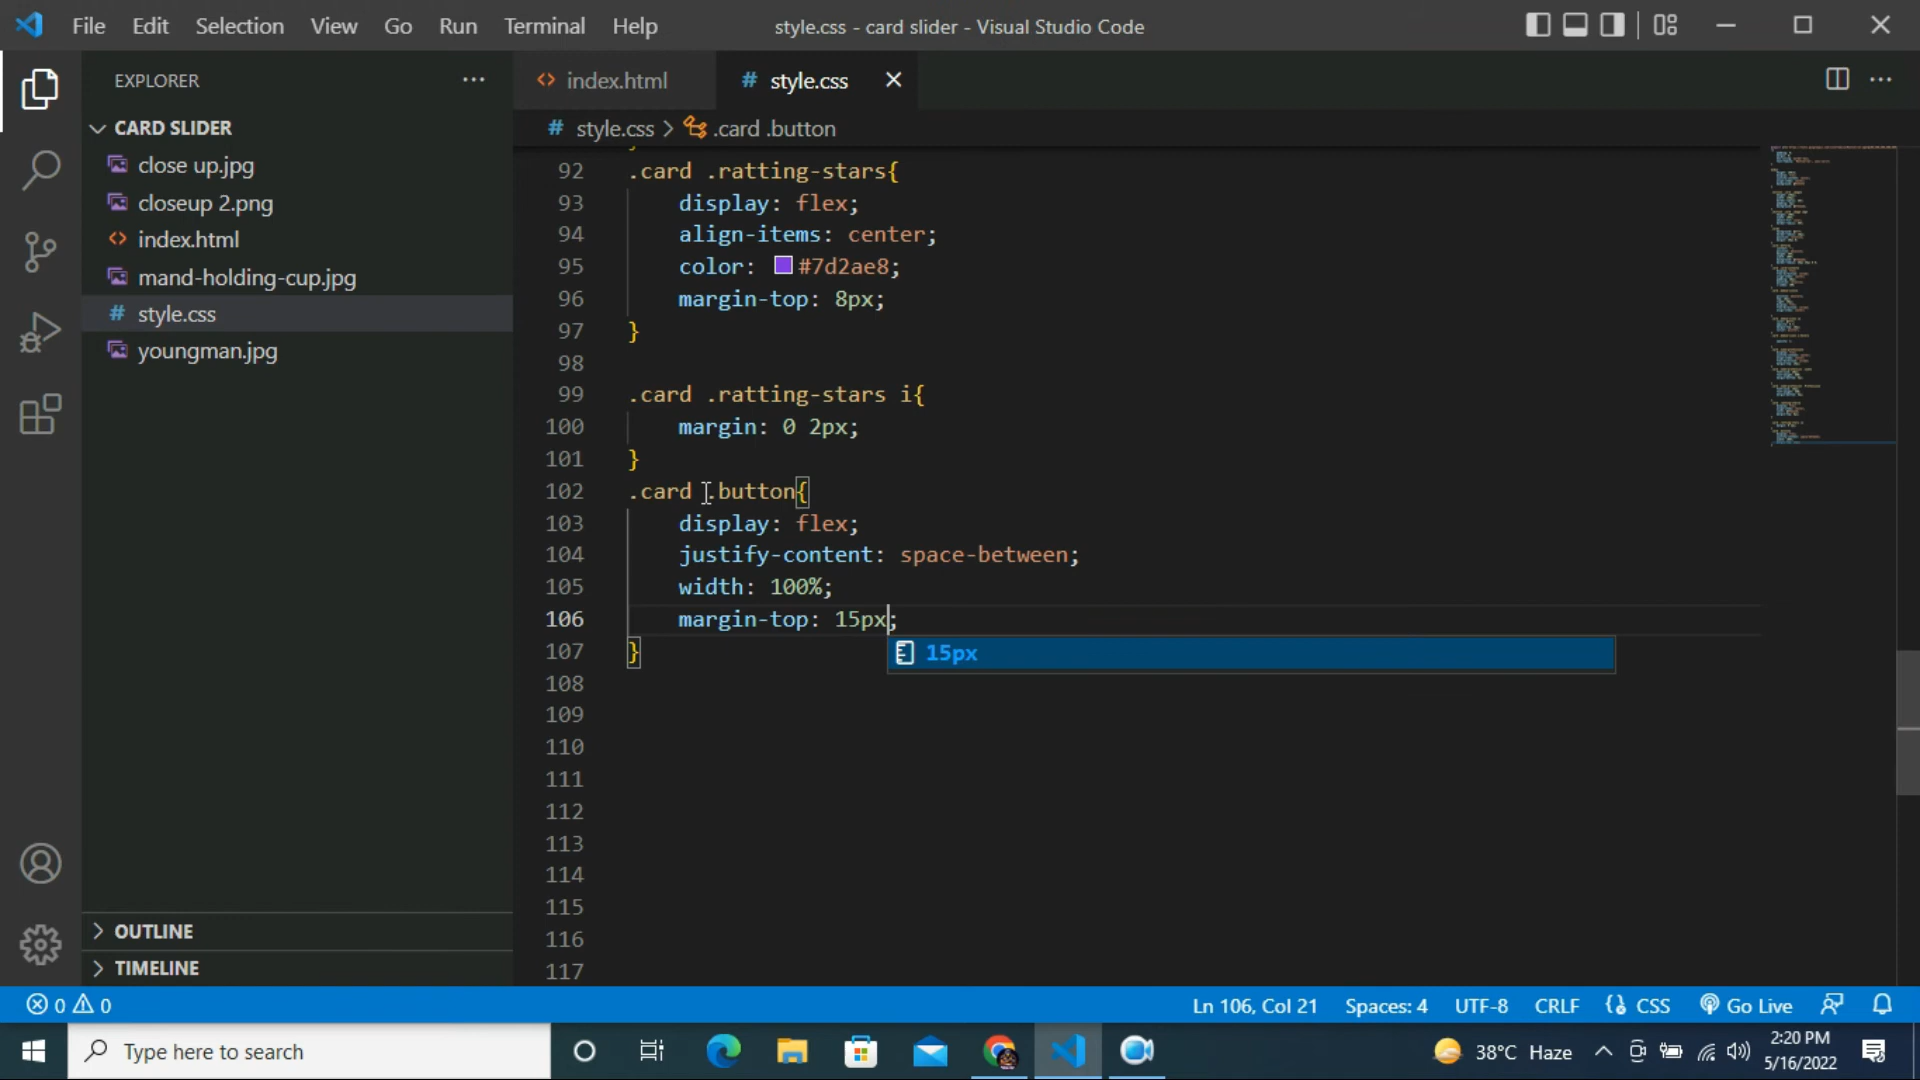 File Edit Selection View Go Run Terminal Help style.css - card slider - Visual Studio Code
EXPLORER
index.html
# style.css
CARD SLIDER
# style.css > .card .button
close up.jpg
closeup 2.png
index.html
mand-holding-cup.jpg
# style.css
youngman.jpg
92 .card .ratting-stars{
93 display: flex;
94 align-items: center;
95 color: #7d2ae8;
96 margin-top: 8px;
97 }
98
99 .card .ratting-stars i{
100 margin: 0 2px;
101 }
102 .card .button{
103 display: flex;
104 justify-content: space-between;
105 width: 100%;
106 margin-top: 15px;
107 }
15px
108
109
110
111
112
113
114
115
116
117
OUTLINE
TIMELINE
0 0 Ln 106, Col 21 Spaces: 4 UTF-8 CRLF CSS Go Live
Type here to search
38°C Haze
2:20 PM
5/16/2022